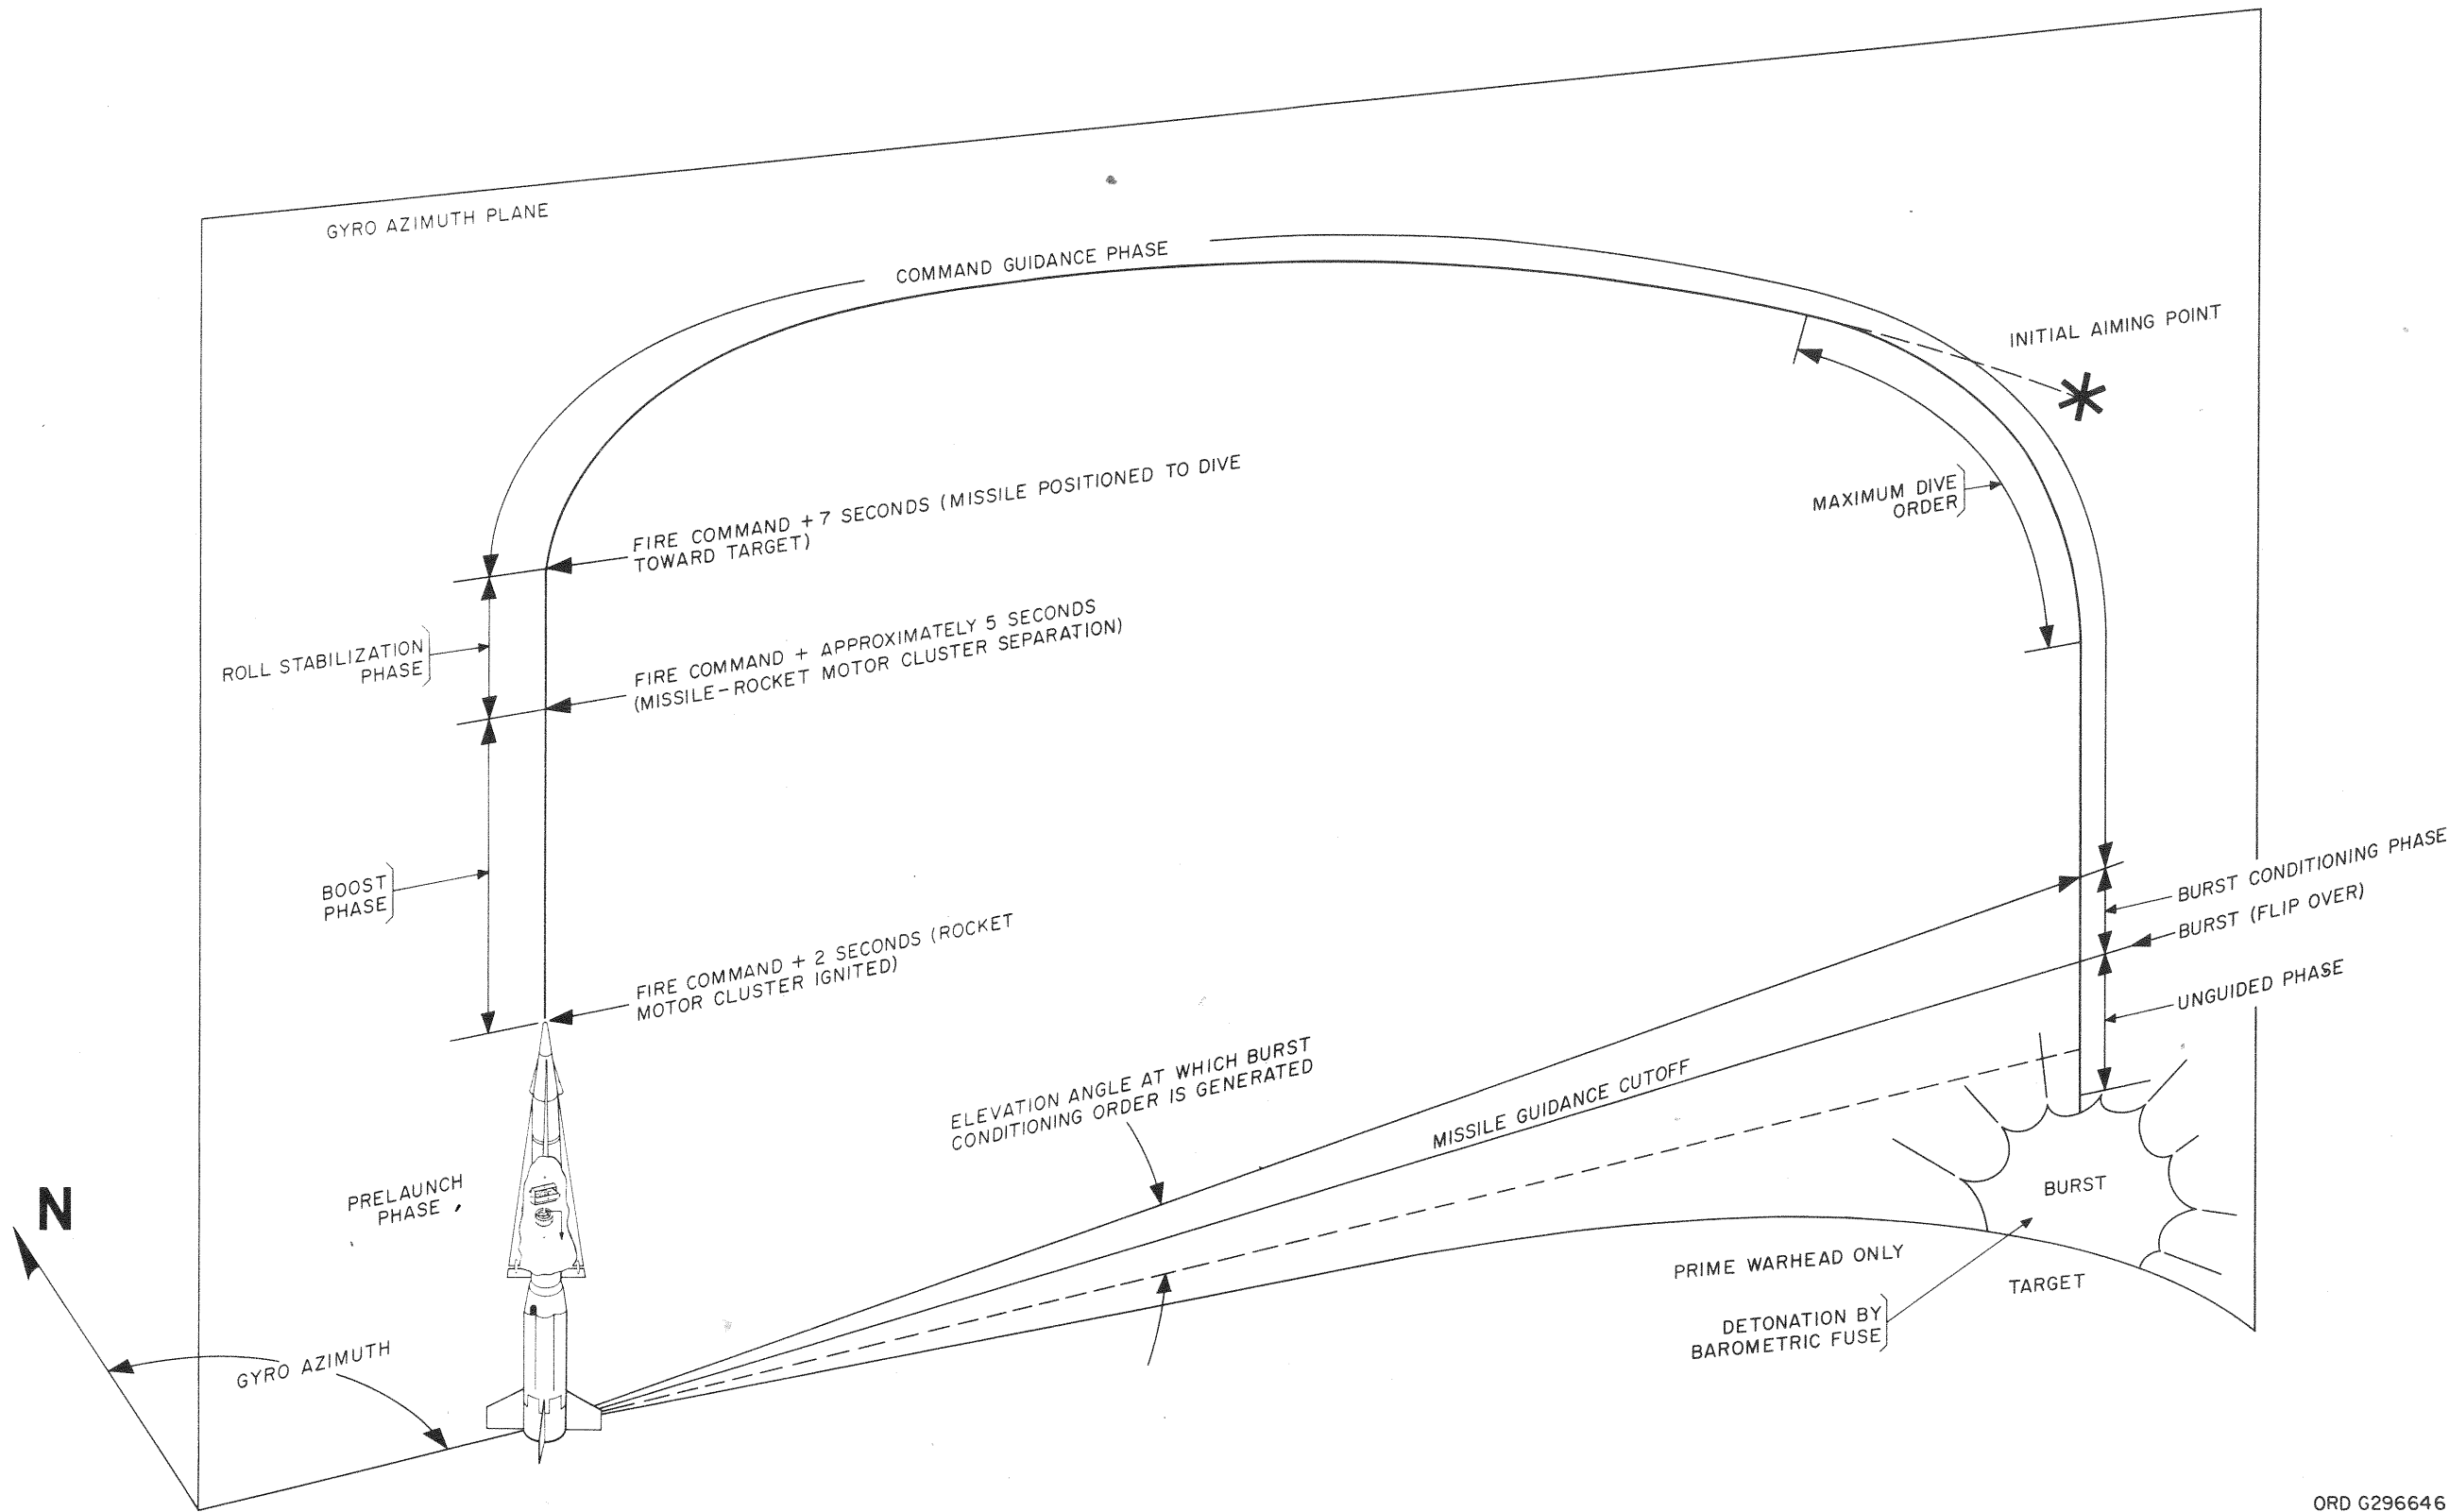 GYRO AZIMUTH PLANE
COMMAND GUIDANCE PHASE
INITIAL AIMING POINT
FIRE COMMAND + 7 SECONDS (MISSILE POSITIONED TO DIVE
TOWARD TARGET)
MAXIMUM DIVE
ORDER
ROLL STABILIZATION
PHASE
FIRE COMMAND + APPROXIMATELY 5 SECONDS
(MISSILE-ROCKET MOTOR CLUSTER SEPARATION)
BOOST
PHASE
FIRE COMMAND + 2 SECONDS (ROCKET
MOTOR CLUSTER IGNITED)
BURST CONDITIONING PHASE
BURST (FLIP OVER)
UNGUIDED PHASE
ELEVATION ANGLE AT WHICH BURST
CONDITIONING ORDER IS GENERATED
MISSILE GUIDANCE CUTOFF
PRELAUNCH
PHASE
N
BURST
PRIME WARHEAD ONLY
TARGET
DETONATION BY
BAROMETRIC FUSE
GYRO AZIMUTH
ORD G296646